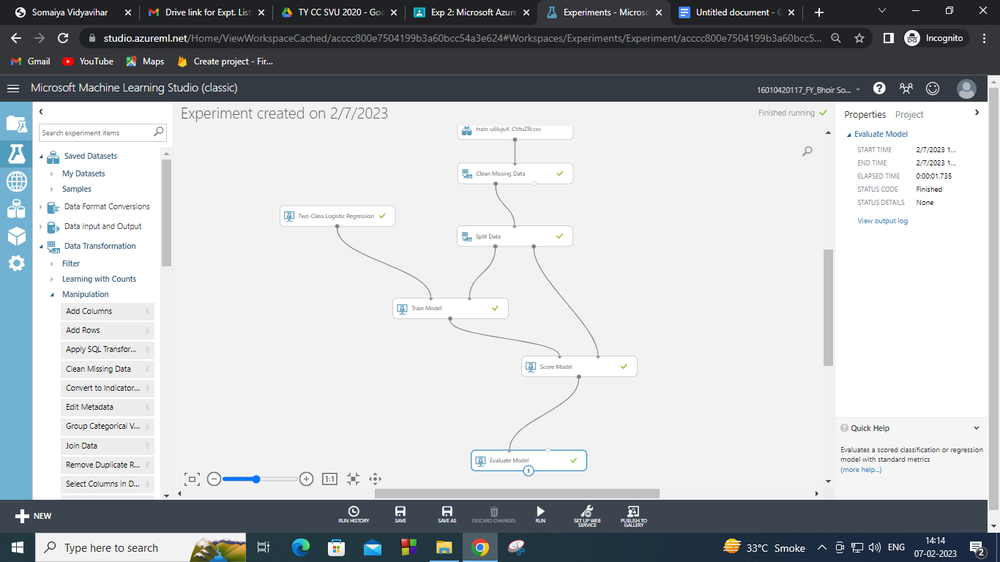 Somaiya Vidyavihar
Drive link for Expt. List
TY CC SVU 2020 - Goo
Exp 2: Microsoft Azure
Experiments - Microso
Untitled document - G
studio.azureml.net/Home/ViewWorkspaceCached/acccc800e7504199b3a60bcc54a3e624#Workspaces/Experiments/Experiment/acccc800e7504199b3a60bcc5...
Incognito
Gmail
YouTube
Maps
Create project - Fir...
Microsoft Machine Learning Studio (classic)
16010420117_FY_Bhoir So...
Search experiment items
Saved Datasets
My Datasets
Samples
Data Format Conversions
Data Input and Output
Data Transformation
Filter
Learning with Counts
Manipulation
Add Columns
Add Rows
Apply SQL Transfor...
Clean Missing Data
Convert to Indicator...
Edit Metadata
Group Categorical V...
Join Data
Remove Duplicate R...
Select Columns in D...
Experiment created on 2/7/2023
Finished running
train_u6lujuX_CVtuZ9i.csv
Clean Missing Data
Two-Class Logistic Regression
Split Data
Train Model
Score Model
Evaluate Model
1
1:1
Properties
Project
Evaluate Model
START TIME 2/7/2023 1...
END TIME 2/7/2023 1...
ELAPSED TIME 0:00:01.735
STATUS CODE Finished
STATUS DETAILS None
View output log
Quick Help
Evaluates a scored classification or regression
model with standard metrics
(more help...)
NEW
RUN HISTORY
SAVE
SAVE AS
DISCARD CHANGES
RUN
SET UP WEB
SERVICE
PUBLISH TO
GALLERY
Type here to search
33°C Smoke
ENG
14:14
07-02-2023
2